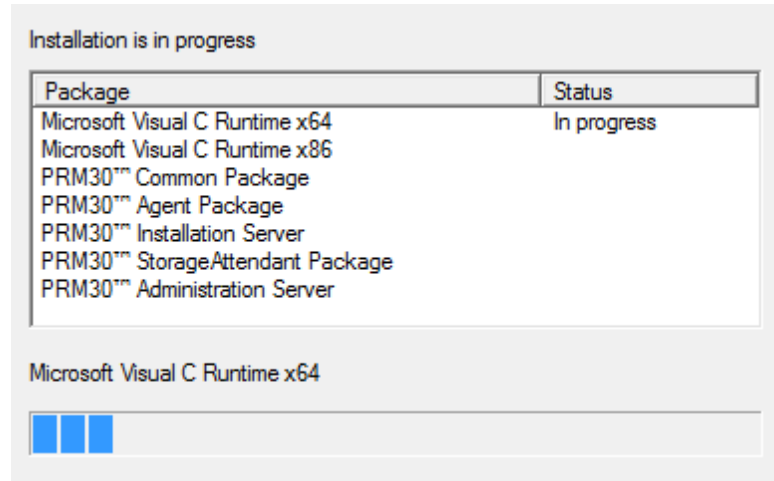 Installation is in progress
Package Status
Microsoft Visual C Runtime x64 In progress
Microsoft Visual C Runtime x86
PRM30™ Common Package
PRM30™ Agent Package
PRM30™ Installation Server
PRM30™ StorageAttendant Package
PRM30™ Administration Server
Microsoft Visual C Runtime x64